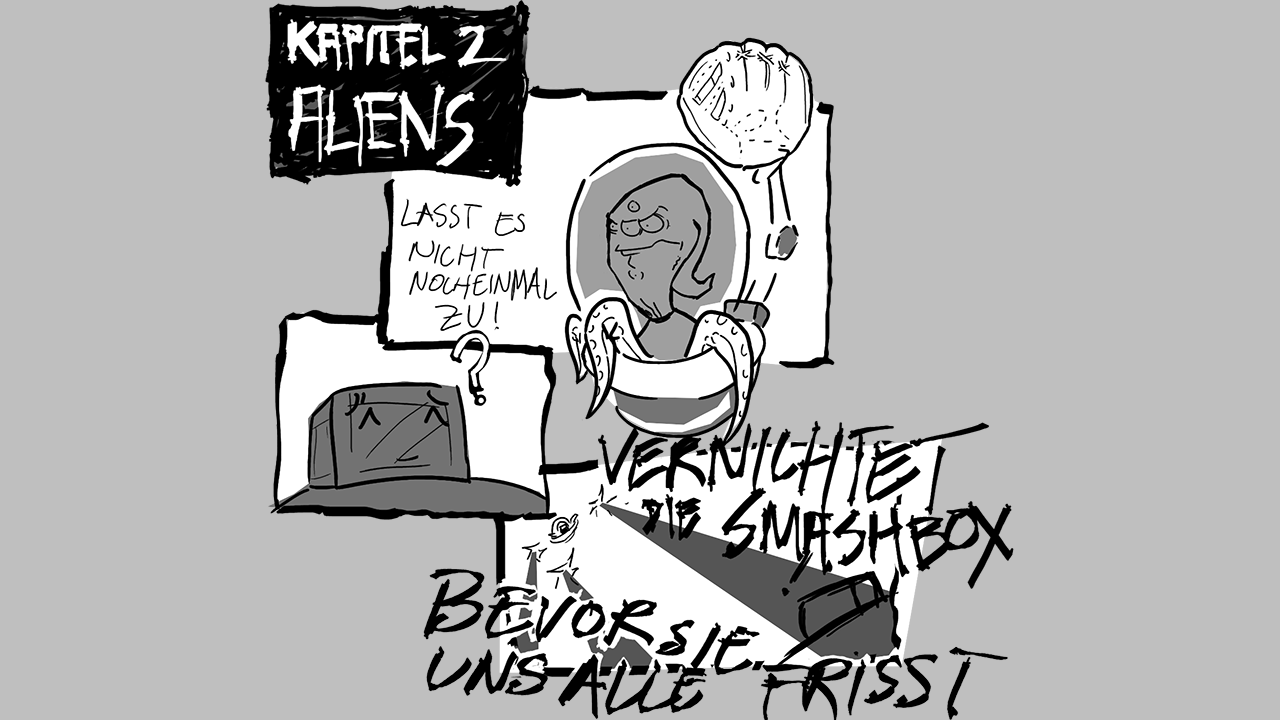 KAPITEL 2
ALIENS
LASST ES
NICHT
NOCHEINMAL
ZU!
?
VERNICHTET
DIE SMASHBOX
BEVOR SIE
UNS ALLE FRISST